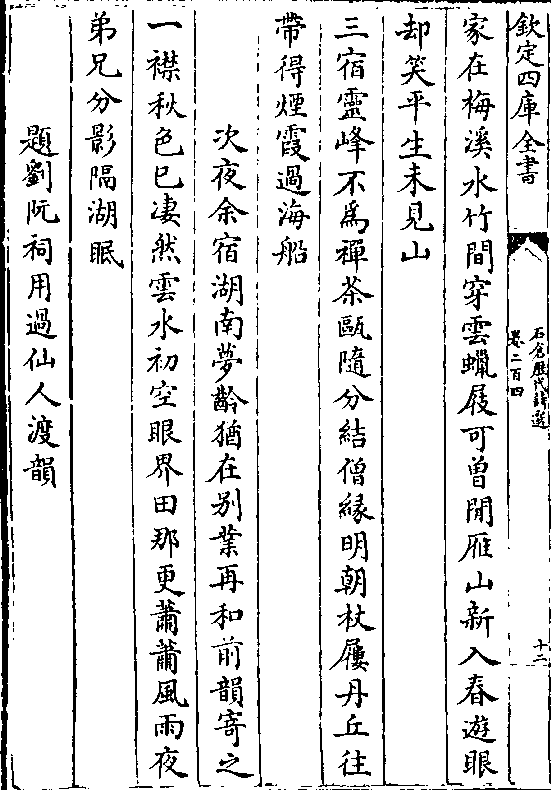 欽定四庫全書
石倉歷代詩選
卷二百四
十二
家在梅溪水竹間穿雲蠟屐可曾閒雁山新入春遊眼
却笑平生未見山
三宿靈峰不為禪茶甌隨分結僧緣明朝杖屨丹丘往
帶得煙霞過海船
次夜余宿湖南夢齡猶在别業再和前韻寄之
一襟秋色已凄然雲水初空眼界田那更蕭蕭風雨夜
弟兄分影隔湖眠
題劉阮祠用過仙人渡韻